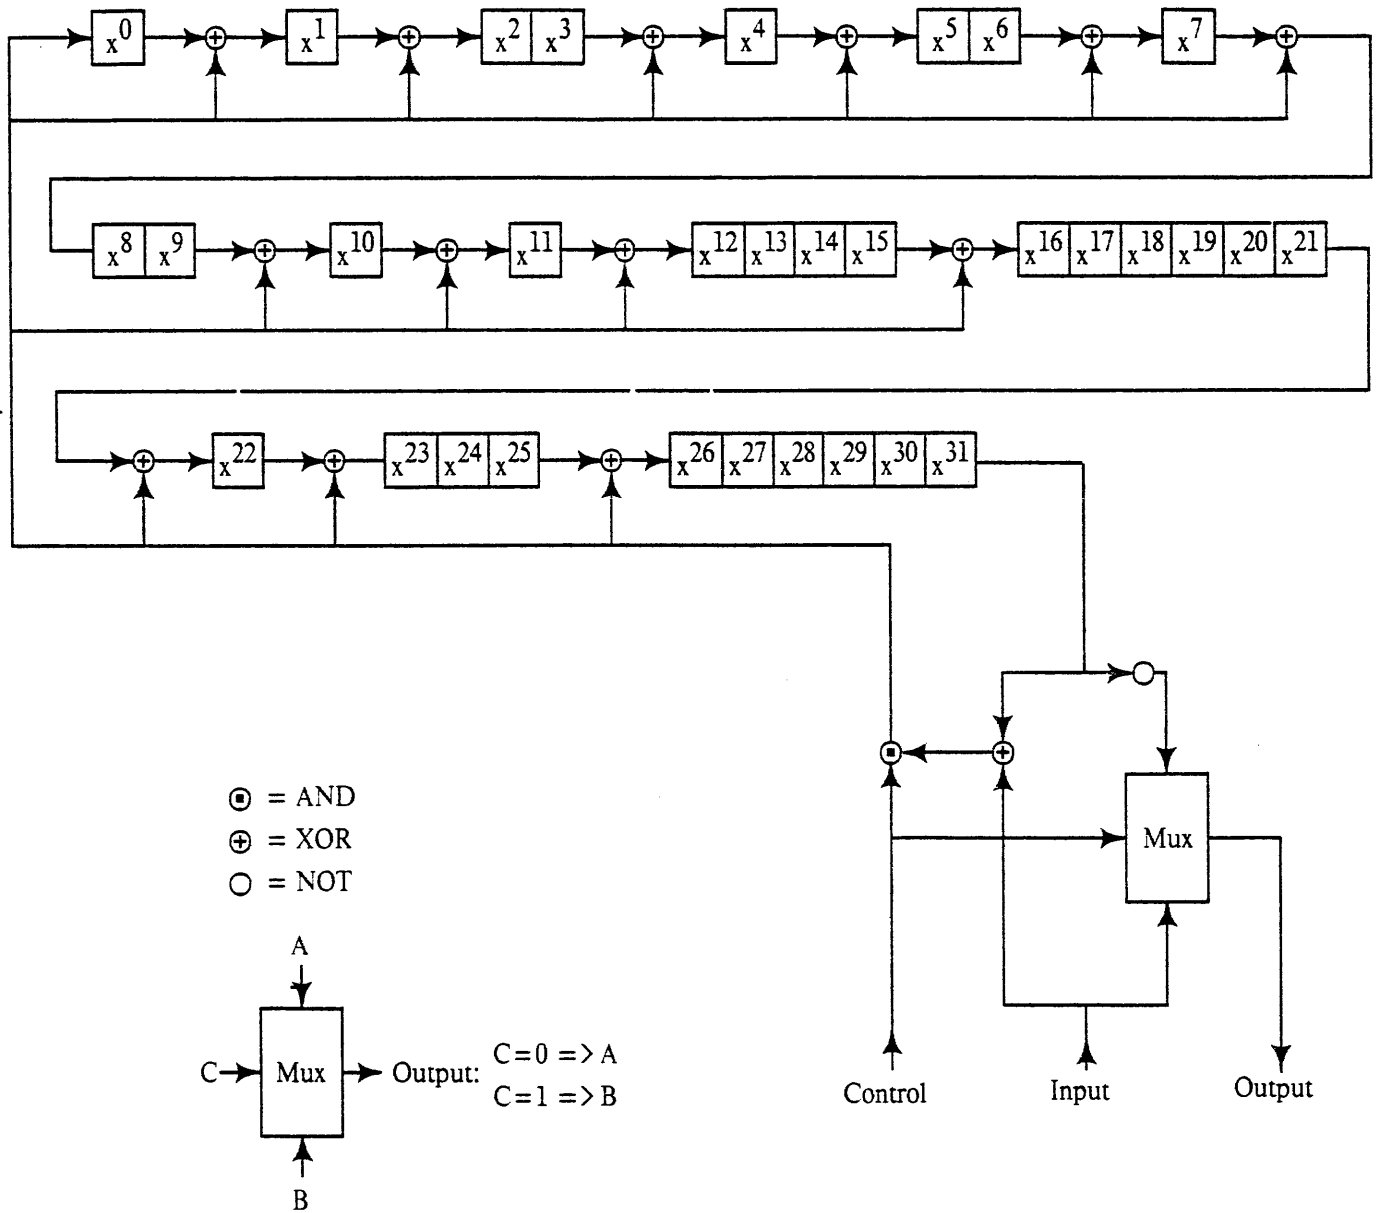 x⁰ x¹ x² x³ x⁴ x⁵ x⁶ x⁷
x⁸ x⁹ x¹⁰ x¹¹ x¹² x¹³ x¹⁴ x¹⁵ x¹⁶ x¹⁷ x¹⁸ x¹⁹ x²⁰ x²¹
x²² x²³ x²⁴ x²⁵ x²⁶ x²⁷ x²⁸ x²⁹ x³⁰ x³¹
= AND
= XOR
= NOT
Mux
A
C Mux Output: C=0 => A
C=1 => B
B
Control Input Output